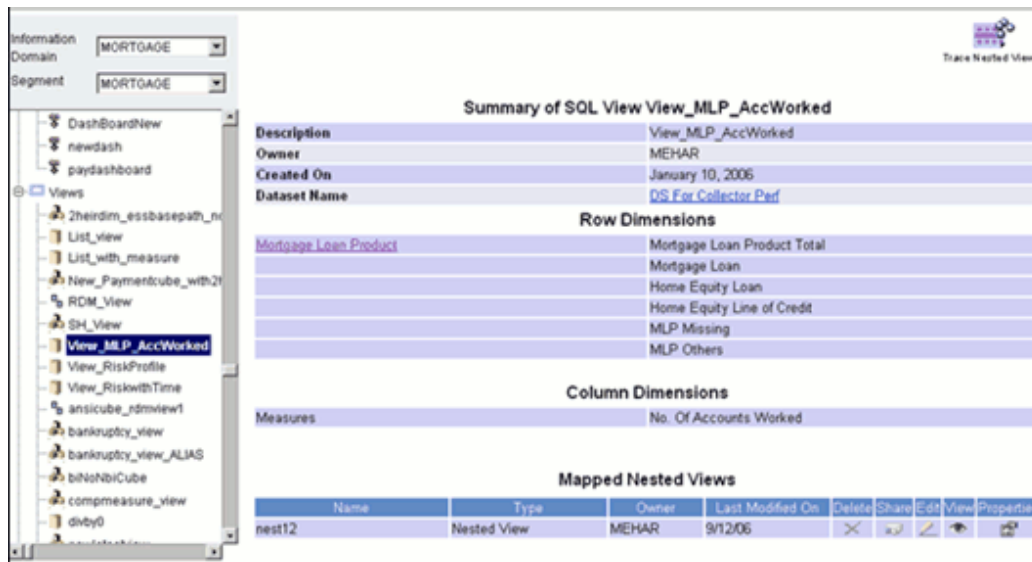 Information Domain
MORTGAGE
Segment
MORTGAGE
DashBoardNew
newdash
paydashboard
Views
2heirdim_essbasepath_n
List_view
List_with_measure
New_Paymentcube_with2
RDM_View
SH_View
View_MLP_AccWorked
View_RiskProfile
View_RiskwithTime
ansicube_rdmview1
bankruptcy_view
bankruptcy_view_ALIAS
biNoNbiCube
compmeasure_view
divby0
Trace Nested View
Summary of SQL View View_MLP_AccWorked
Description View_MLP_AccWorked
Owner MEHAR
Created On January 10, 2006
Dataset Name DS For Collector Perf
Row Dimensions
Mortgage Loan Product Mortgage Loan Product Total
Mortgage Loan
Home Equity Loan
Home Equity Line of Credit
MLP Missing
MLP Others
Column Dimensions
Measures No. Of Accounts Worked
Mapped Nested Views
Name Type Owner Last Modified On Delete Share Edit View Propertie
nest12 Nested View MEHAR 9/12/06